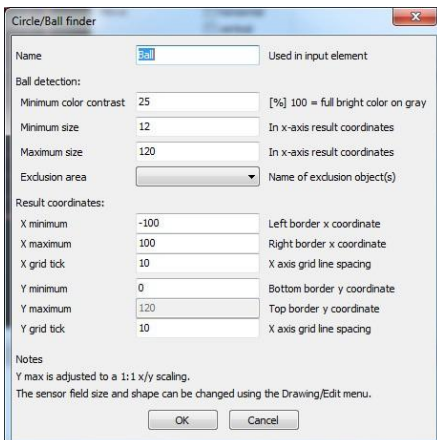 Circle/Ball finder
Name Ball Used in input element
Ball detection:
Minimum color contrast 25 [%] 100 = full bright color on gray
Minimum size 12 In x-axis result coordinates
Maximum size 120 In x-axis result coordinates
Exclusion area Name of exclusion object(s)
Result coordinates:
X minimum -100 Left border x coordinate
X maximum 100 Right border x coordinate
X grid tick 10 X axis grid line spacing
Y minimum 0 Bottom border y coordinate
Y maximum 120 Top border y coordinate
Y grid tick 10 X axis grid line spacing
Notes
Y max is adjusted to a 1:1 x/y scaling.
The sensor field size and shape can be changed using the Drawing/Edit menu.
OK Cancel